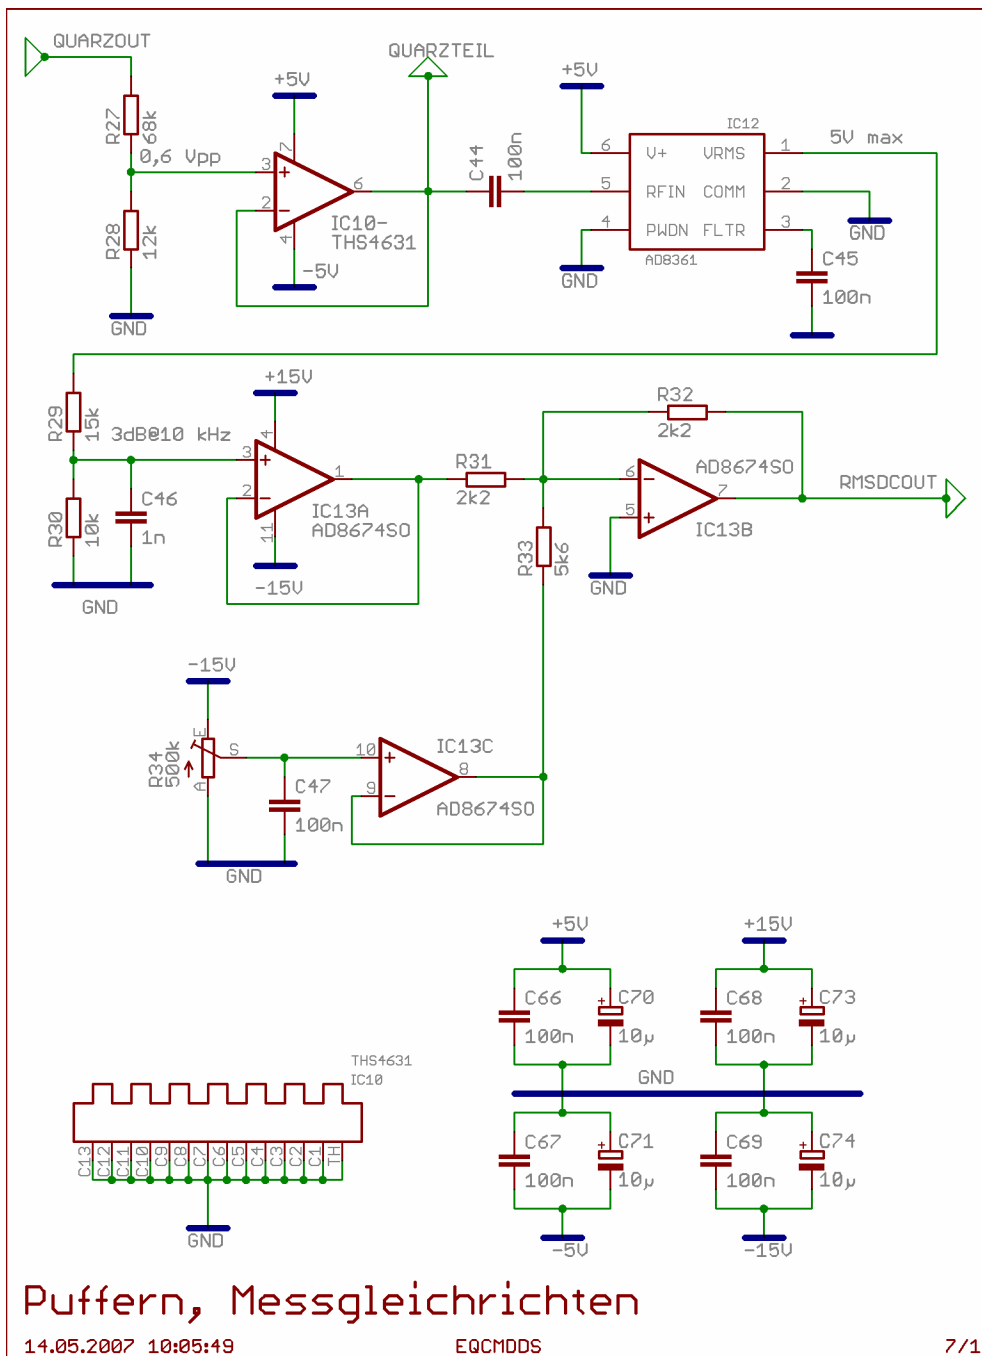 QUARZOUT
QUARZTEIL
R27
68k
0,6 Vpp
R28
12k
GND
+5V
7
3
2
6
4
IC10-
THS4631
-5V
C44
100n
+5V
IC12
6 V+ VRMS 1
5 RFIN COMM 2
4 PWDN FLTR 3
AD8361
5V max
GND
GND
C45
100n
R29
15k
3dB@10 kHz
R30
10k
C46
1n
GND
+15V
4
3
2
1
11
IC13A
AD8674SO
-15V
R31
2k2
R32
2k2
R33
5k6
6
5
7
AD8674SO
IC13B
GND
RMSDCOUT
-15V
R34
500k
E
S
A
C47
100n
GND
10
9
8
IC13C
AD8674SO
+5V
+15V
C66
100n
C70
10µ
C68
100n
C73
10µ
GND
C67
100n
C71
10µ
C69
100n
C74
10µ
-5V
-15V
THS4631
IC10
C13 C12 C11 C10 C9 C8 C7 C6 C5 C4 C3 C2 C1 TH
GND
Puffern, Messgleichrichten
14.05.2007 10:05:49 EQCMDDS 7/1